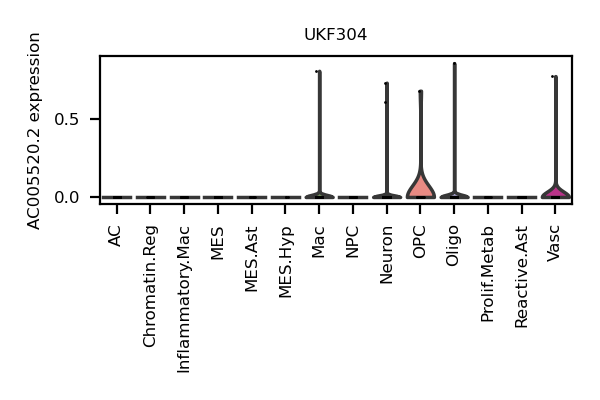 UKF304
AC005520.2 expression
0.5
0.0
AC
Chromatin.Reg
Inflammatory.Mac
MES
MES.Ast
MES.Hyp
Mac
NPC
Neuron
OPC
Oligo
Prolif.Metab
Reactive.Ast
Vasc